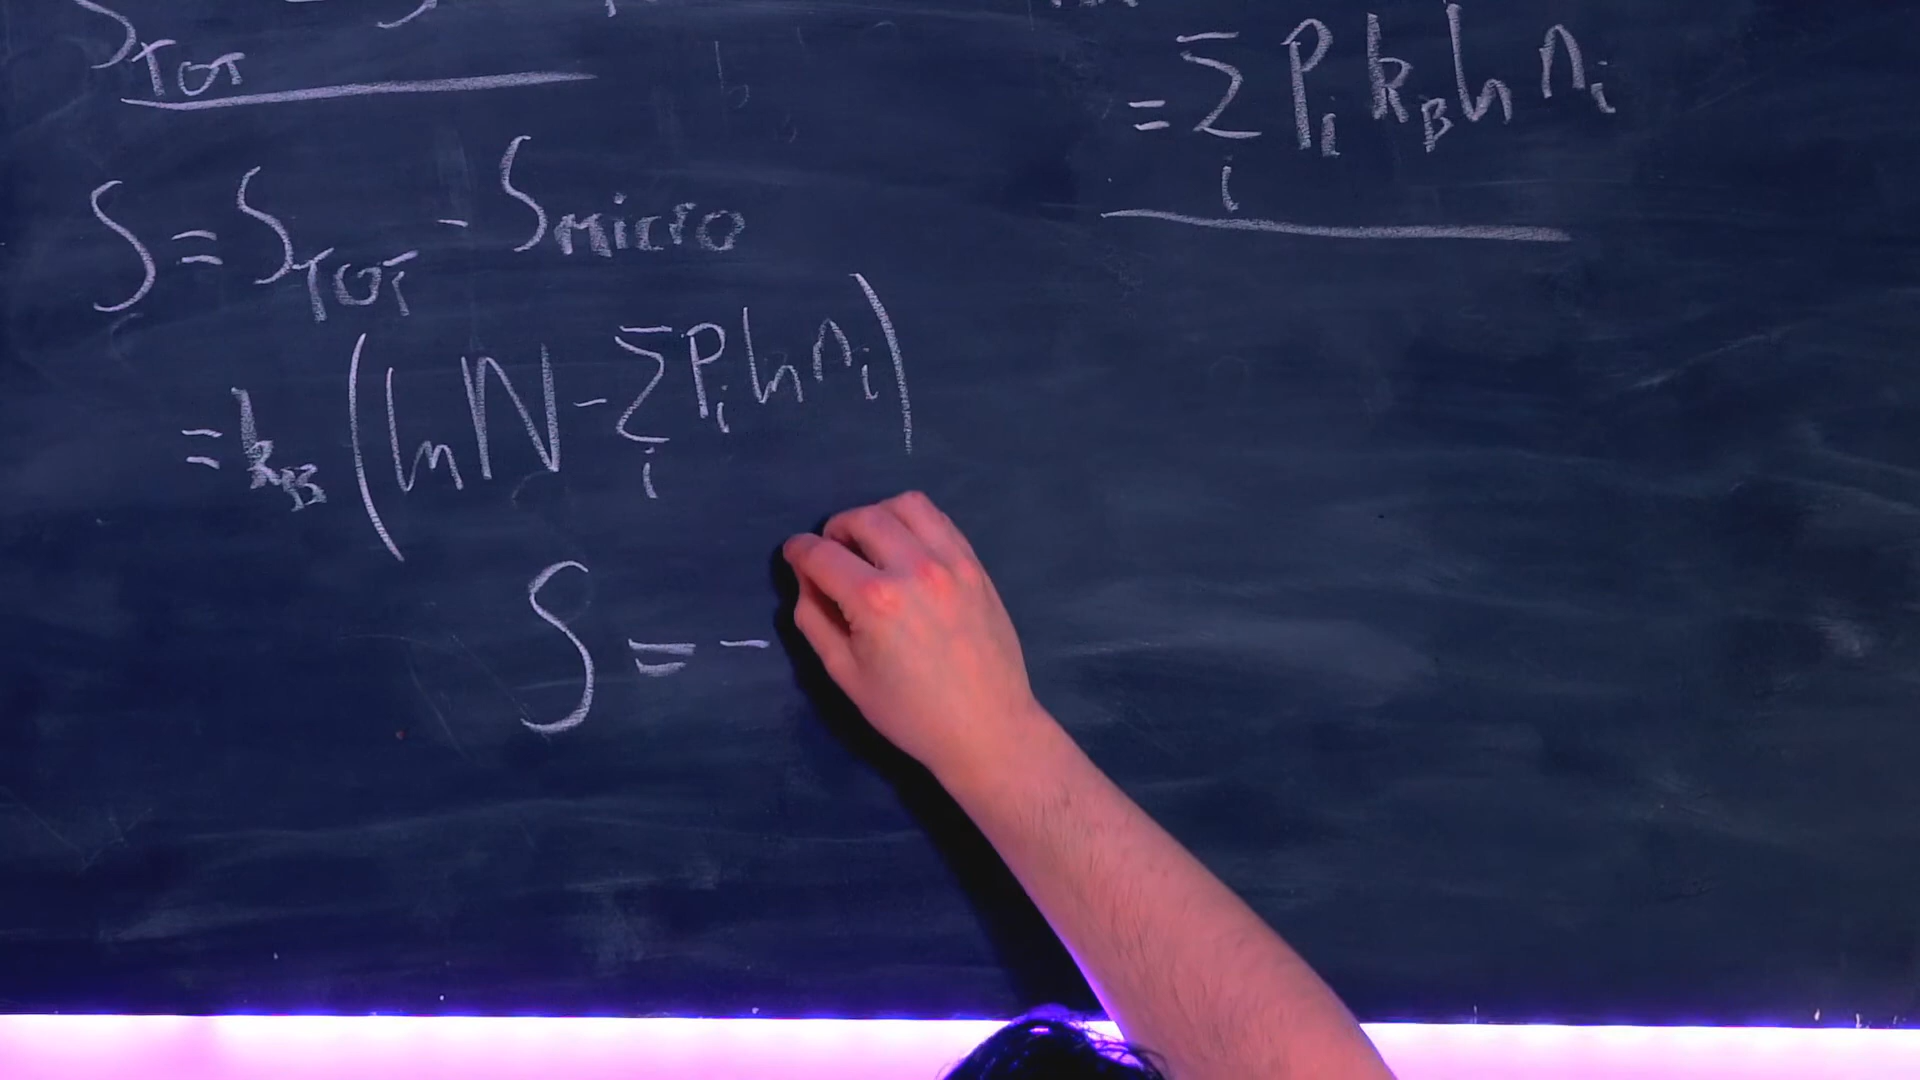 S_TOT
S = S_TOT - S_micro
= k_B (ln N - Σ_i P_i ln n_i)
S = -
= Σ_i P_i k_B ln n_i